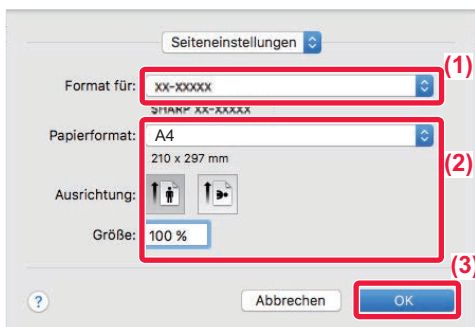 Seiteneinstellungen
(1)
Format für: xx-xxxxx
SHARP xx-xxxxx
Papierformat: A4
210 x 297 mm
(2)
Ausrichtung:
Größe: 100 %
(3)
? Abbrechen OK